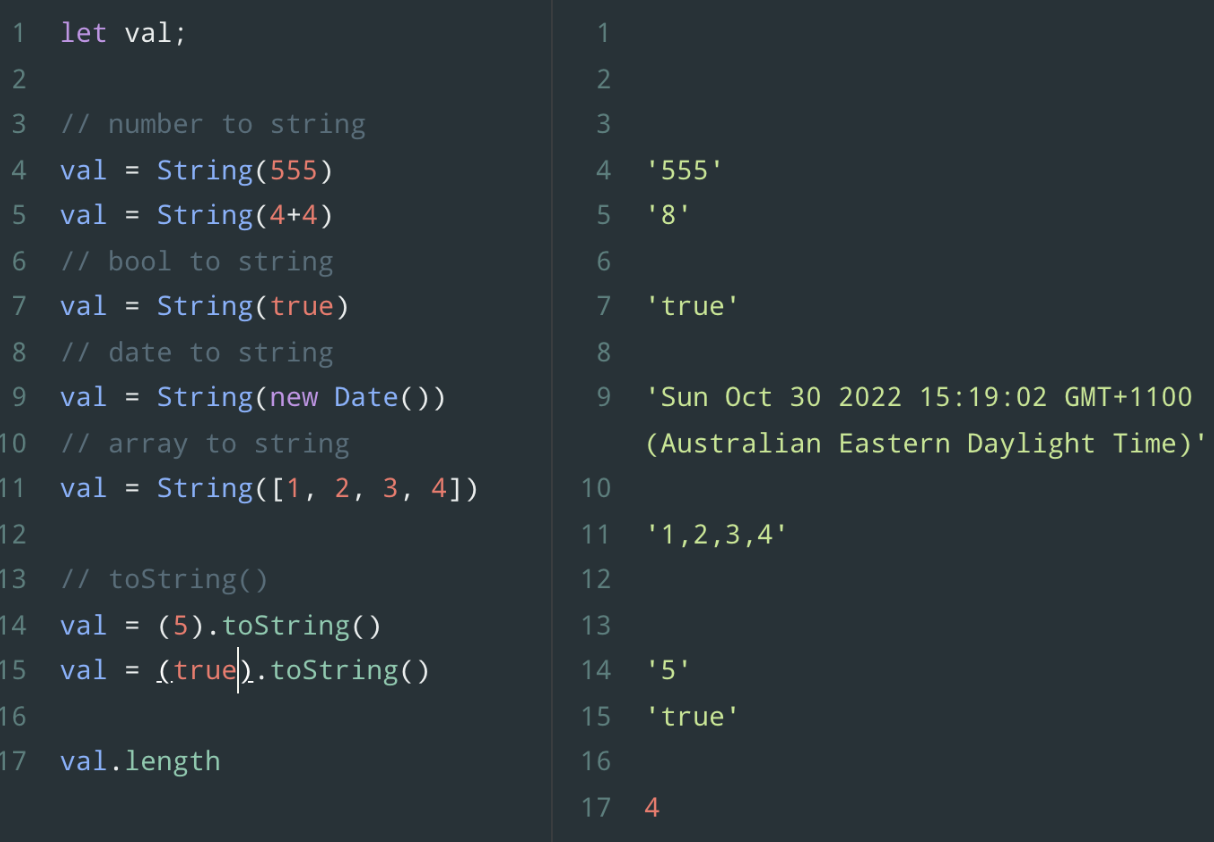 1 let val;
2
3 // number to string
4 val = String(555)
5 val = String(4+4)
6 // bool to string
7 val = String(true)
8 // date to string
9 val = String(new Date())
10 // array to string
11 val = String([1, 2, 3, 4])
12
13 // toString()
14 val = (5).toString()
15 val = (true).toString()
16
17 val.length
1
2
3
4 '555'
5 '8'
6
7 'true'
8
9 'Sun Oct 30 2022 15:19:02 GMT+1100
(Australian Eastern Daylight Time)'
10
11 '1,2,3,4'
12
13
14 '5'
15 'true'
16
17 4